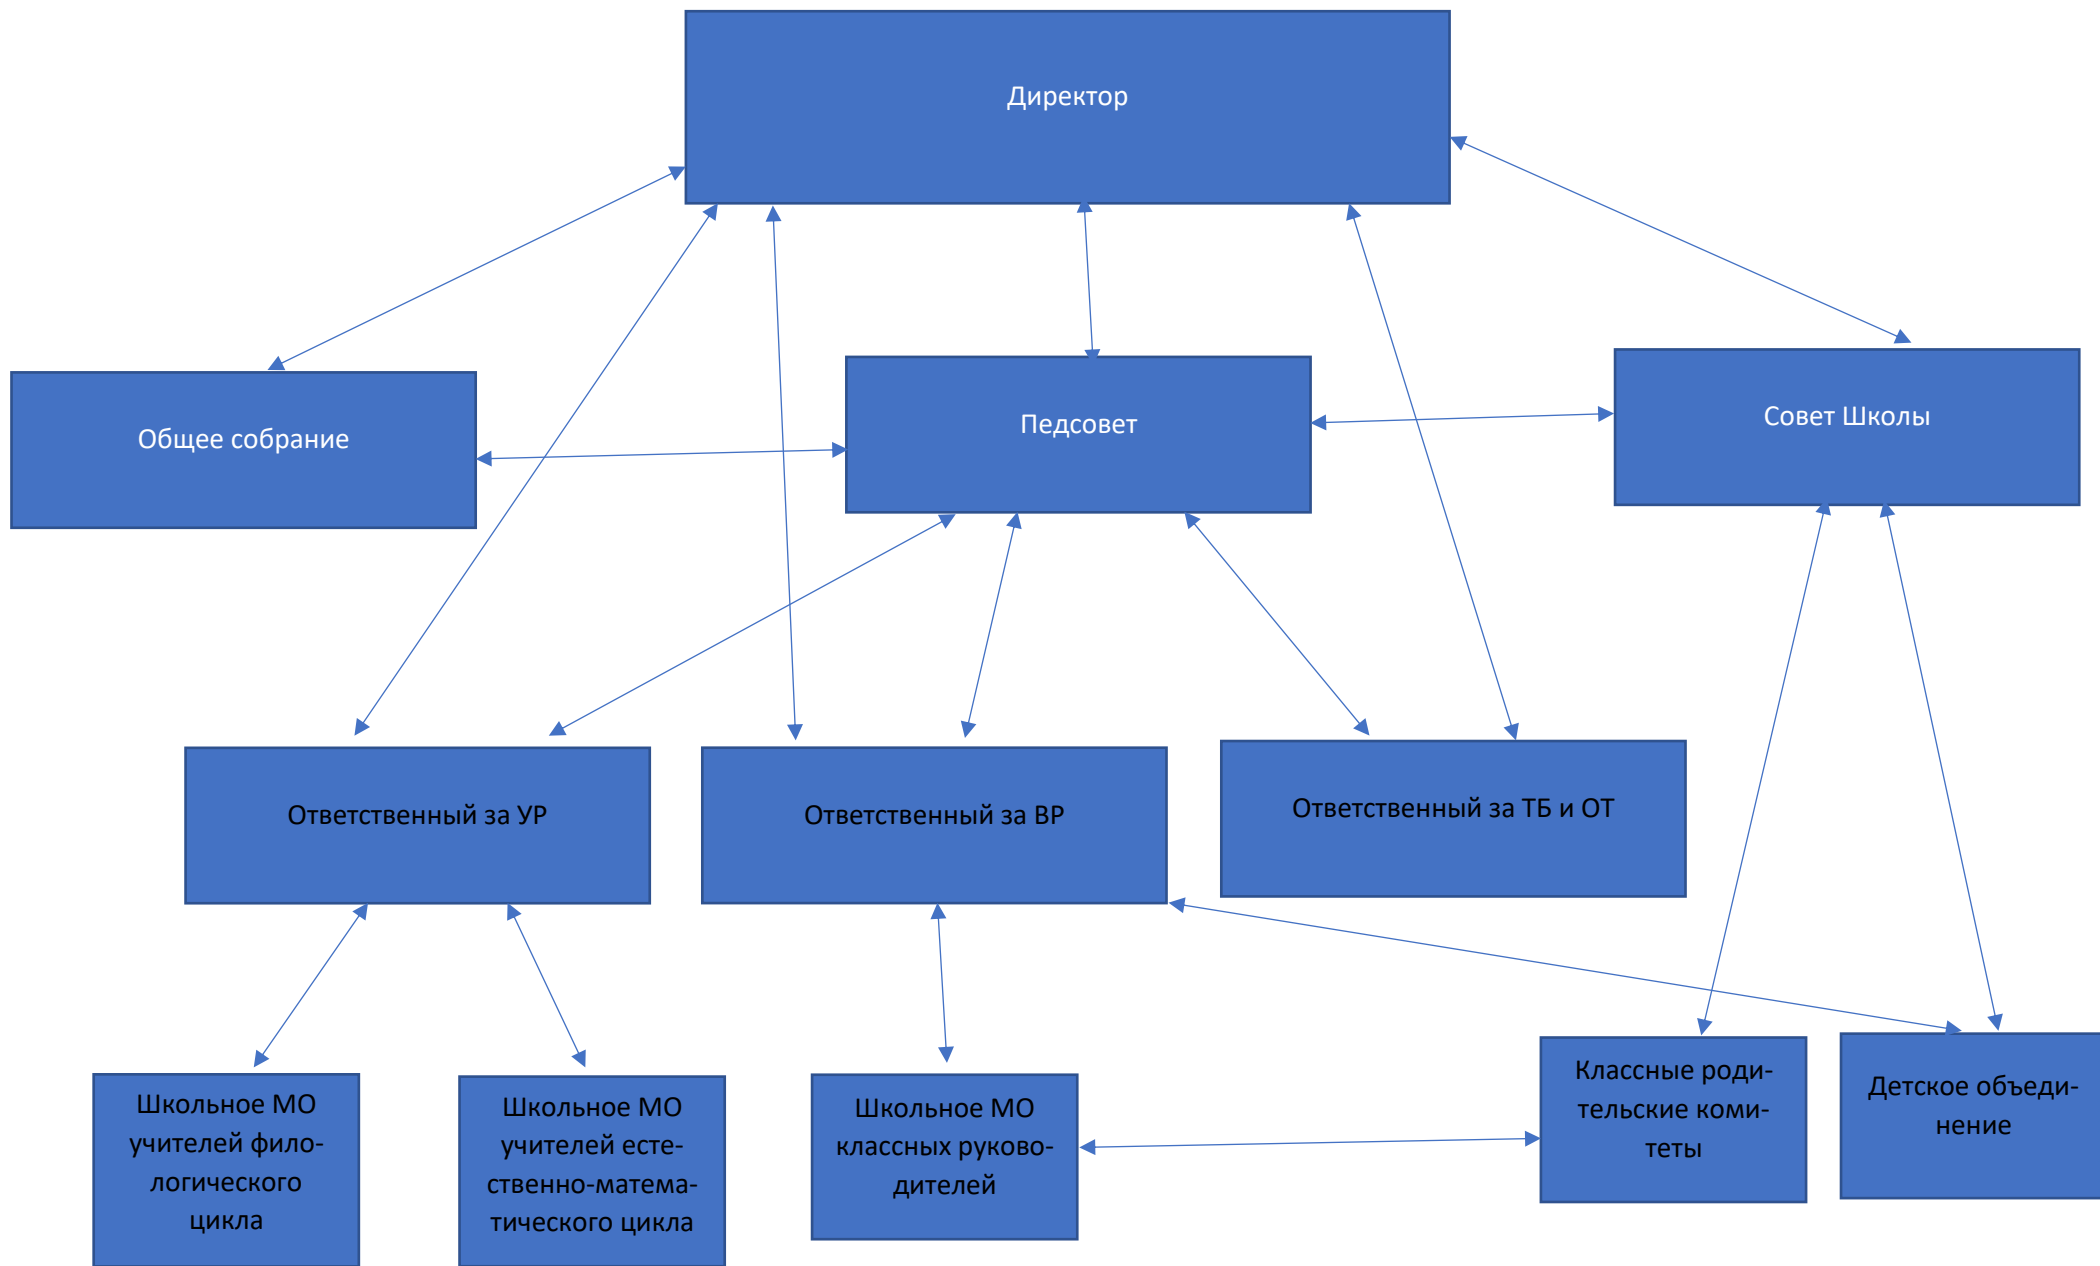 Директор
Общее собрание
Педсовет
Совет Школы
Ответственный за УР
Ответственный за ВР
Ответственный за ТБ и ОТ
Школьное МО
учителей фило-
логического
цикла
Школьное МО
учителей есте-
ственно-матема-
тического цикла
Школьное МО
классных руково-
дителей
Классные роди-
тельские коми-
теты
Детское объеди-
нение